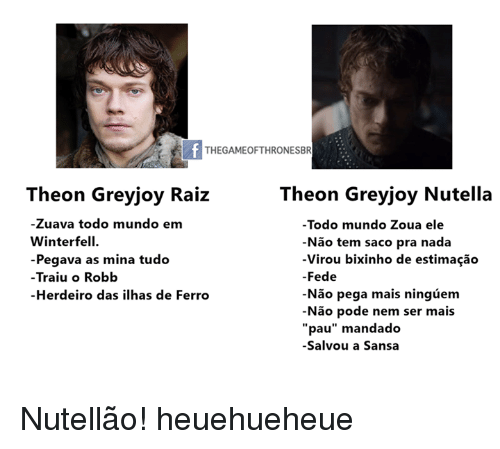 f THEGAMEOFTHRONESBR
Theon Greyjoy Raiz
-Zuava todo mundo em
Winterfell.
-Pegava as mina tudo
-Traiu o Robb
-Herdeiro das ilhas de Ferro
Theon Greyjoy Nutella
-Todo mundo Zoua ele
-Não tem saco pra nada
-Virou bixinho de estimação
-Fede
-Não pega mais ningúem
-Não pode nem ser mais
"pau" mandado
-Salvou a Sansa
Nutellão! heuehueheue